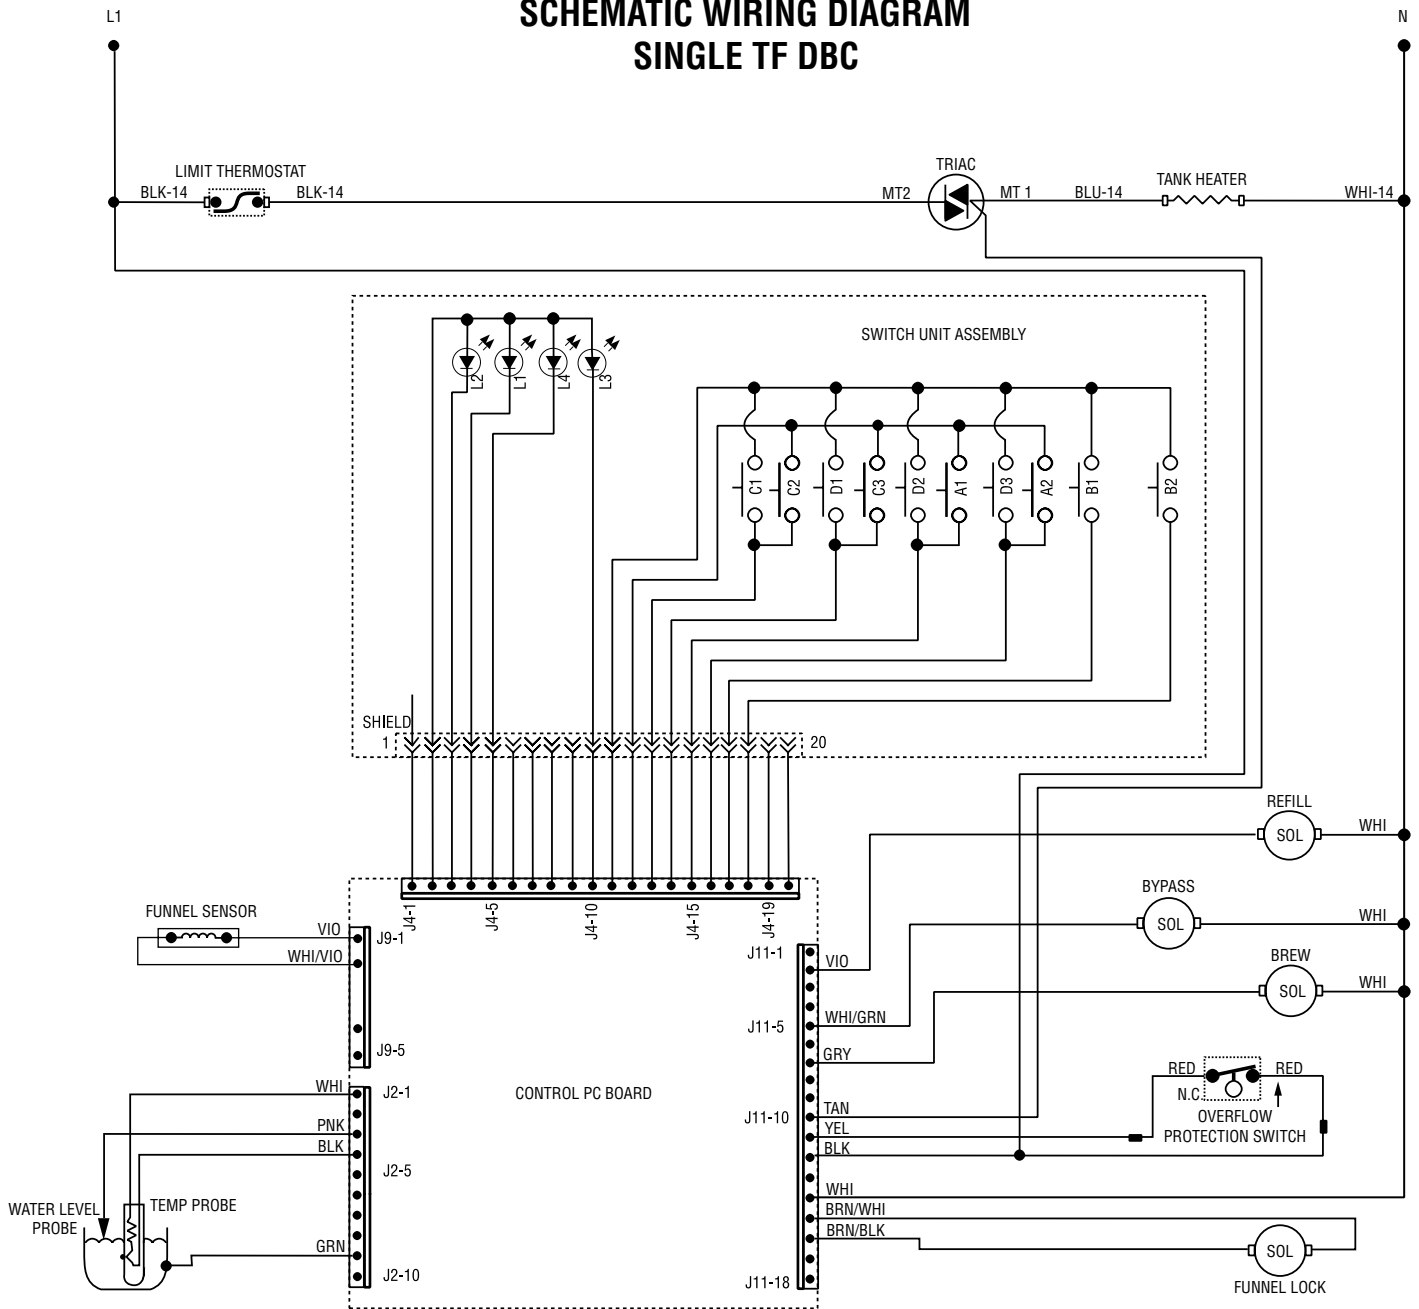 SCHEMATIC WIRING DIAGRAM
SINGLE TF DBC
L1
N
LIMIT THERMOSTAT
BLK-14
BLK-14
TRIAC
MT2
MT 1
BLU-14
TANK HEATER
WHI-14
SWITCH UNIT ASSEMBLY
L2
L1
L4
L3
C1
C2
D1
C3
D2
A1
D3
A2
B1
B2
SHIELD
1
20
REFILL
SOL
WHI
BYPASS
SOL
WHI
BREW
SOL
WHI
FUNNEL SENSOR
VIO
WHI/VIO
J9-1
J9-5
J4-1
J4-5
J4-10
J4-15
J4-19
J11-1
VIO
J11-5
WHI/GRN
GRY
J11-10
TAN
YEL
BLK
WHI
BRN/WHI
BRN/BLK
J11-18
RED
RED
N.C.
OVERFLOW
PROTECTION SWITCH
CONTROL PC BOARD
WHI
J2-1
PNK
BLK
J2-5
WATER LEVEL
PROBE
TEMP PROBE
GRN
J2-10
SOL
FUNNEL LOCK